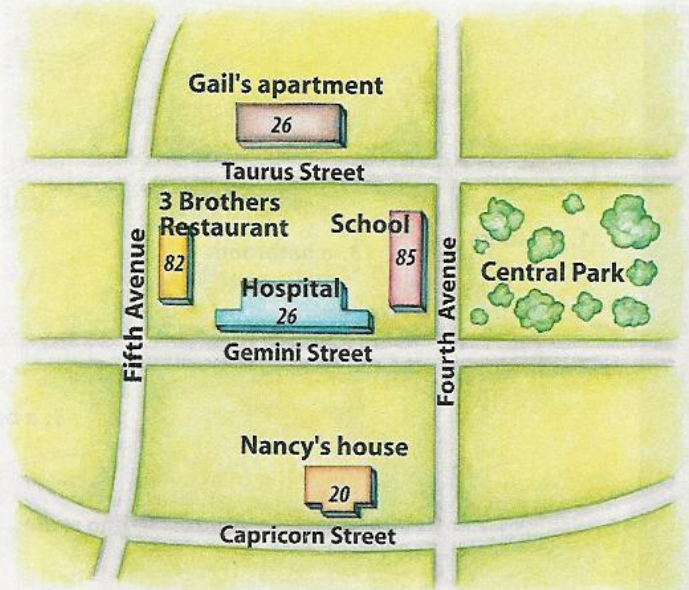 Gail's apartment
26
Taurus Street
3 Brothers
Restaurant
82
School
85
Hospital
26
Central Park
Fifth Avenue
Fourth Avenue
Gemini Street
Nancy's house
20
Capricorn Street